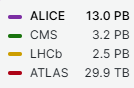 ALICE 13.0 PB
CMS 3.2 PB
LHCb 2.5 PB
ATLAS 29.9 TB